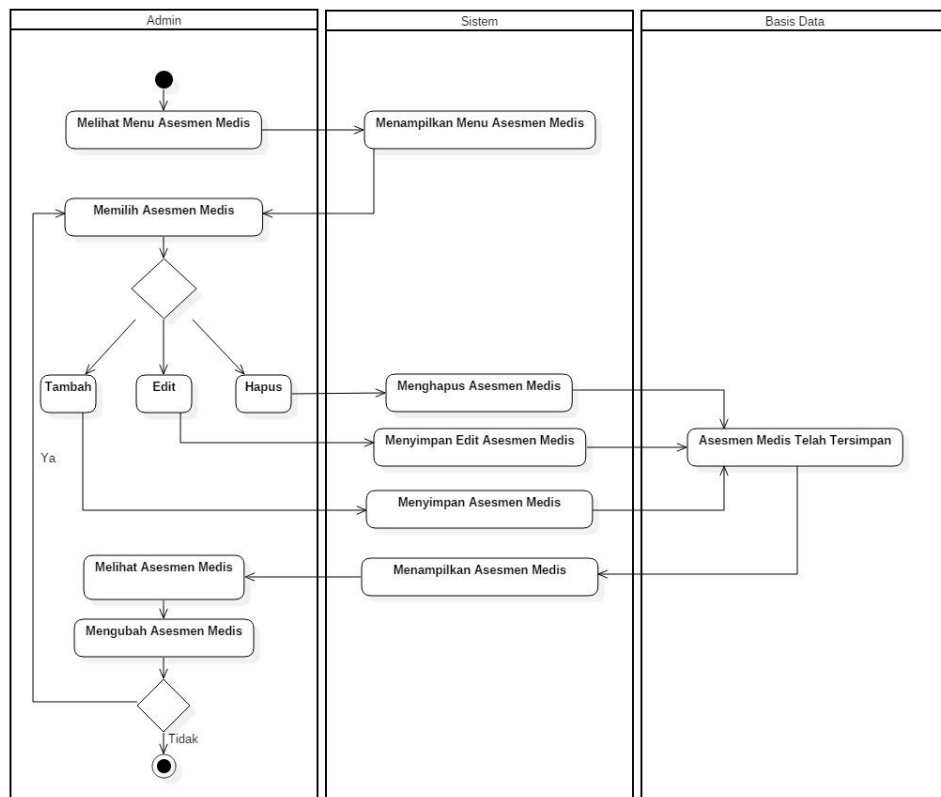 Admin
Sistem
Basis Data
Melihat Menu Asesmen Medis
Menampilkan Menu Asesmen Medis
Memilih Asesmen Medis
Tambah
Edit
Hapus
Menghapus Asesmen Medis
Menyimpan Edit Asesmen Medis
Asesmen Medis Telah Tersimpan
Ya
Menyimpan Asesmen Medis
Melihat Asesmen Medis
Menampilkan Asesmen Medis
Mengubah Asesmen Medis
Tidak